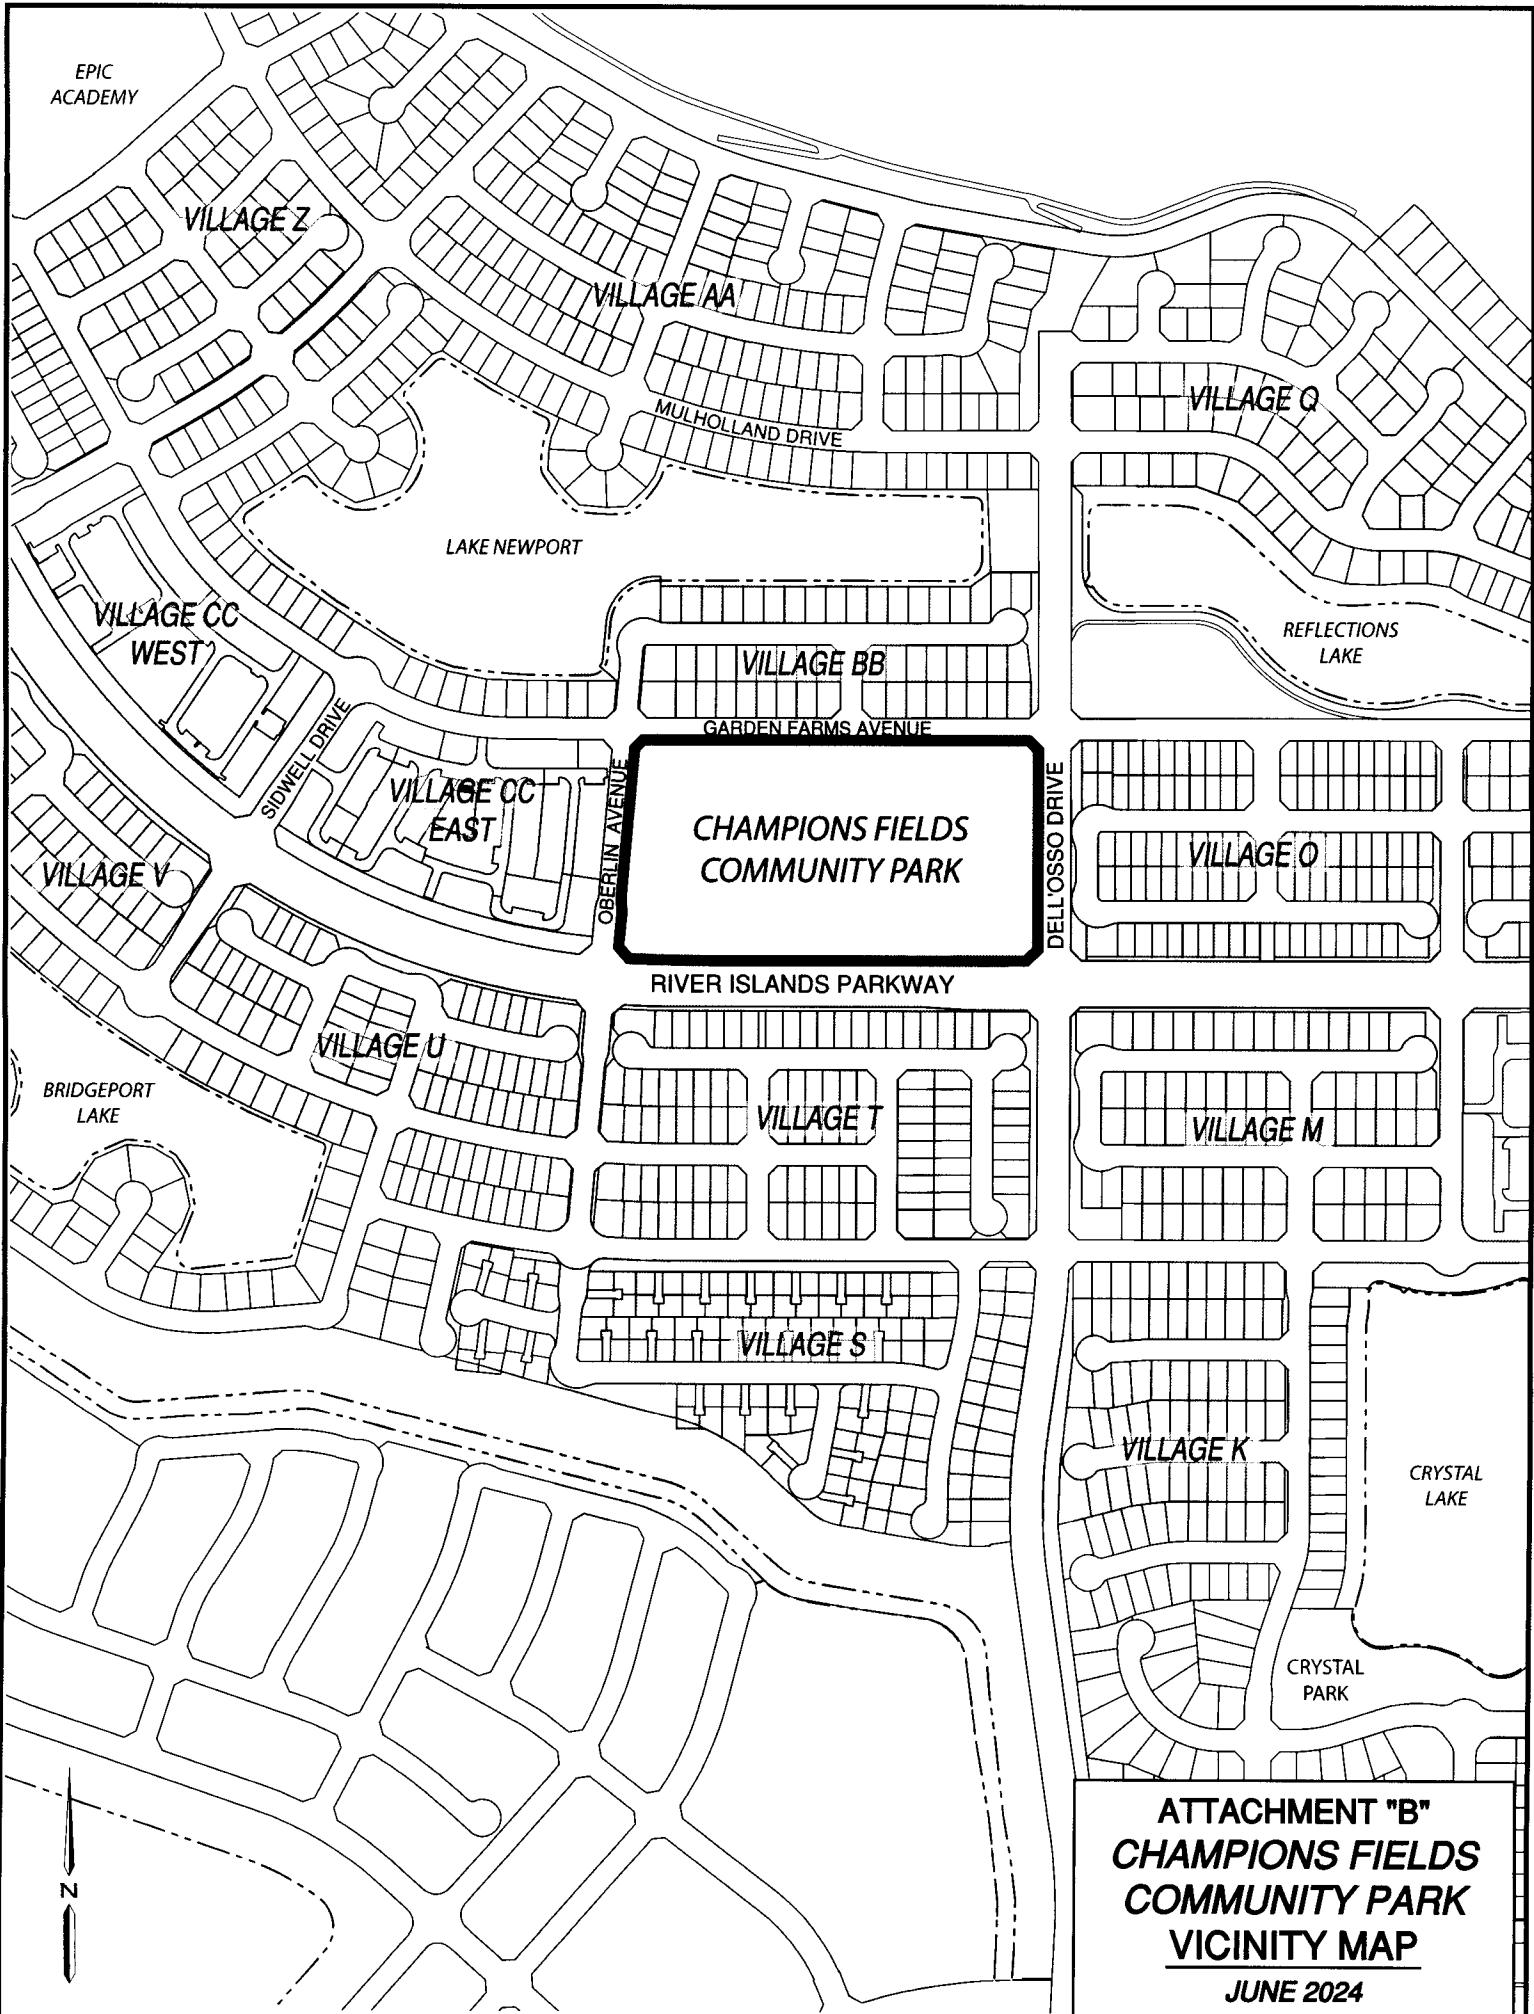 EPIC
ACADEMY
VILLAGE Z
VILLAGE AA
VILLAGE Q
MULHOLLAND DRIVE
LAKE NEWPORT
VILLAGE CC
WEST
REFLECTIONS
LAKE
VILLAGE BB
GARDEN FARMS AVENUE
SIDWELL DRIVE
VILLAGE CC
EAST
OBERLIN AVENUE
CHAMPIONS FIELDS
COMMUNITY PARK
DELL'OSSO DRIVE
VILLAGE O
VILLAGE V
RIVER ISLANDS PARKWAY
VILLAGE U
BRIDGEPORT
LAKE
VILLAGE T
VILLAGE M
VILLAGE S
VILLAGE K
CRYSTAL
LAKE
CRYSTAL
PARK
N
ATTACHMENT "B"
CHAMPIONS FIELDS
COMMUNITY PARK
VICINITY MAP
JUNE 2024